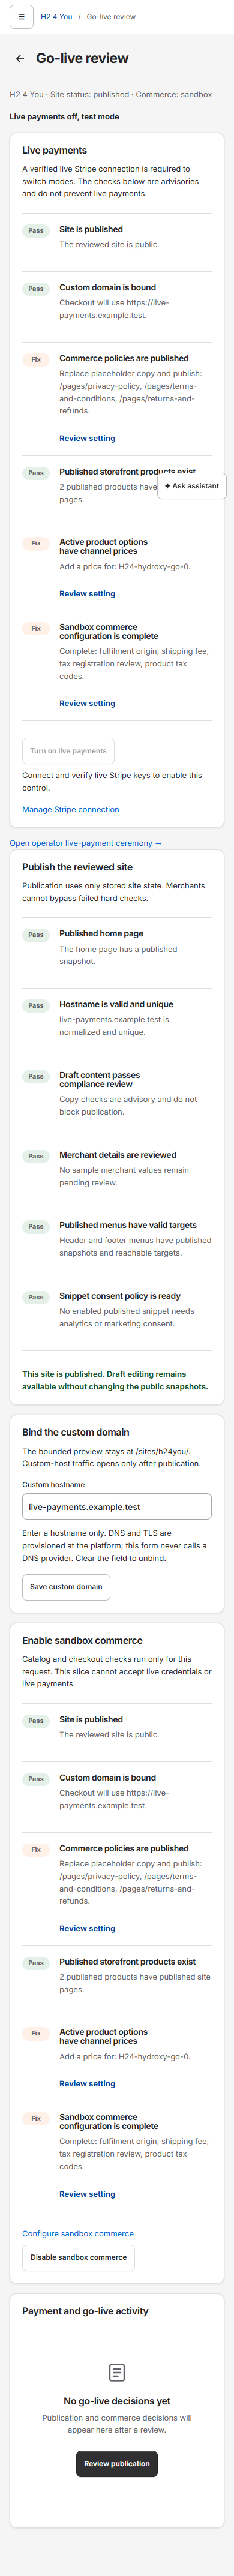 ☰ H2 4 You / Go-live review
← Go-live review
H2 4 You · Site status: published · Commerce: sandbox
Live payments off, test mode
Live payments
A verified live Stripe connection is required to
switch modes. The checks below are advisories
and do not prevent live payments.
Pass Site is published
The reviewed site is public.
Pass Custom domain is bound
Checkout will use https://live-
payments.example.test.
Fix Commerce policies are published
Replace placeholder copy and publish:
/pages/privacy-policy, /pages/terms-
and-conditions, /pages/returns-and-
refunds.
Review setting
Pass Published storefront products exist
2 published products have
pages.
✦ Ask assistant
Fix Active product options
have channel prices
Add a price for: H24-hydroxy-go-0.
Review setting
Fix Sandbox commerce
configuration is complete
Complete: fulfilment origin, shipping fee,
tax registration review, product tax
codes.
Review setting
Turn on live payments
Connect and verify live Stripe keys to enable this
control.
Manage Stripe connection
Open operator live-payment ceremony →
Publish the reviewed site
Publication uses only stored site state. Merchants
cannot bypass failed hard checks.
Pass Published home page
The home page has a published
snapshot.
Pass Hostname is valid and unique
live-payments.example.test is
normalized and unique.
Pass Draft content passes
compliance review
Copy checks are advisory and do not
block publication.
Pass Merchant details are reviewed
No sample merchant values remain
pending review.
Pass Published menus have valid targets
Header and footer menus have published
snapshots and reachable targets.
Pass Snippet consent policy is ready
No enabled published snippet needs
analytics or marketing consent.
This site is published. Draft editing remains
available without changing the public snapshots.
Bind the custom domain
The bounded preview stays at /sites/h24you/.
Custom-host traffic opens only after publication.
Custom hostname
live-payments.example.test
Enter a hostname only. DNS and TLS are
provisioned at the platform; this form never calls a
DNS provider. Clear the field to unbind.
Save custom domain
Enable sandbox commerce
Catalog and checkout checks run only for this
request. This slice cannot accept live credentials or
live payments.
Pass Site is published
The reviewed site is public.
Pass Custom domain is bound
Checkout will use https://live-
payments.example.test.
Fix Commerce policies are published
Replace placeholder copy and publish:
/pages/privacy-policy, /pages/terms-
and-conditions, /pages/returns-and-
refunds.
Review setting
Pass Published storefront products exist
2 published products have published site
pages.
Fix Active product options
have channel prices
Add a price for: H24-hydroxy-go-0.
Review setting
Fix Sandbox commerce
configuration is complete
Complete: fulfilment origin, shipping fee,
tax registration review, product tax
codes.
Review setting
Configure sandbox commerce
Disable sandbox commerce
Payment and go-live activity
No go-live decisions yet
Publication and commerce decisions will
appear here after a review.
Review publication